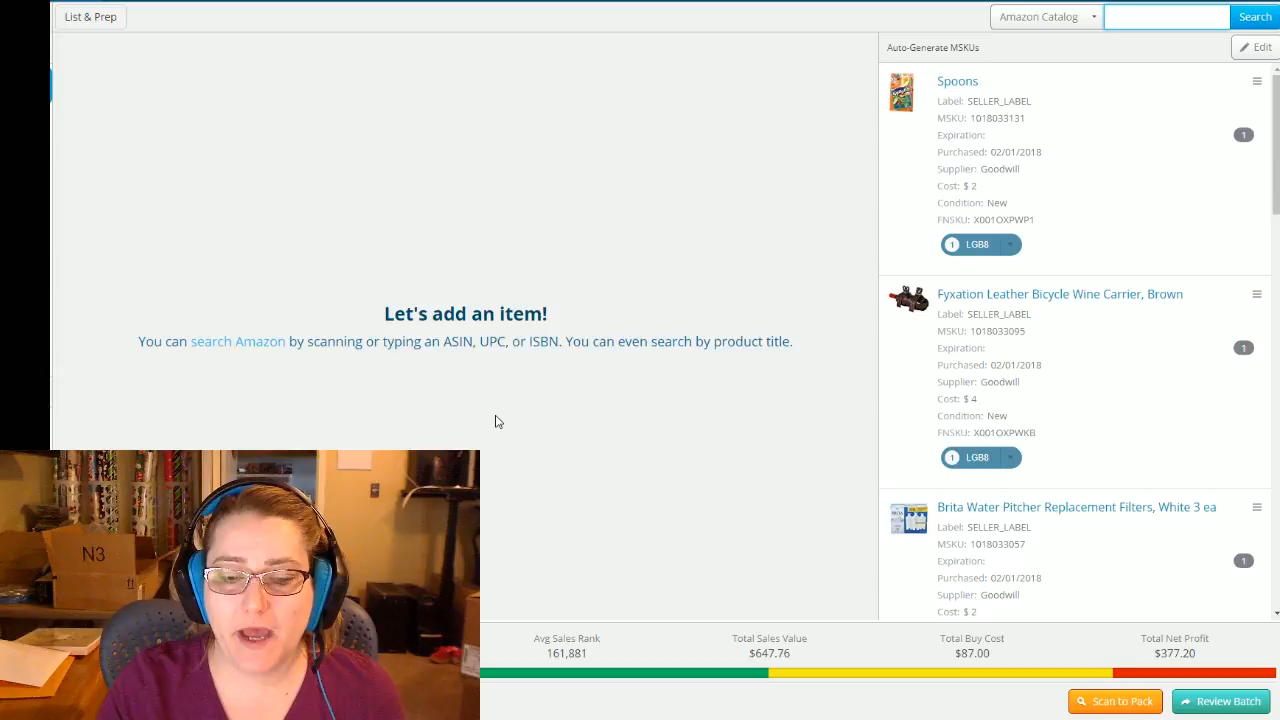 List & Prep
Amazon Catalog
Search
Auto-Generate MSKUs
Edit
Spoons
Label: SELLER_LABEL
MSKU: 1018033131
Expiration:
1
Purchased: 02/01/2018
Supplier: Goodwill
Cost: $ 2
Condition: New
FNSKU: X001OXPWP1
1 LGB8
Fyxation Leather Bicycle Wine Carrier, Brown
Label: SELLER_LABEL
MSKU: 1018033095
Expiration:
1
Purchased: 02/01/2018
Supplier: Goodwill
Cost: $ 4
Condition: New
FNSKU: X001OXPWKB
1 LGB8
Brita Water Pitcher Replacement Filters, White 3 ea
Label: SELLER_LABEL
MSKU: 1018033057
Expiration:
1
Purchased: 02/01/2018
Supplier: Goodwill
Cost: $ 2
Let's add an item!
You can search Amazon by scanning or typing an ASIN, UPC, or ISBN. You can even search by product title.
N3
Avg Sales Rank
161,881
Total Sales Value
$647.76
Total Buy Cost
$87.00
Total Net Profit
$377.20
Scan to Pack
Review Batch